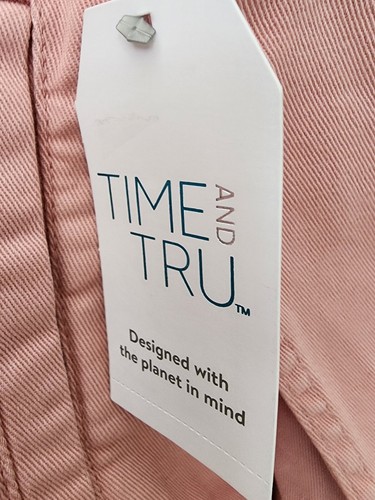 TIME AND
TRU™
Designed with
the planet in mind